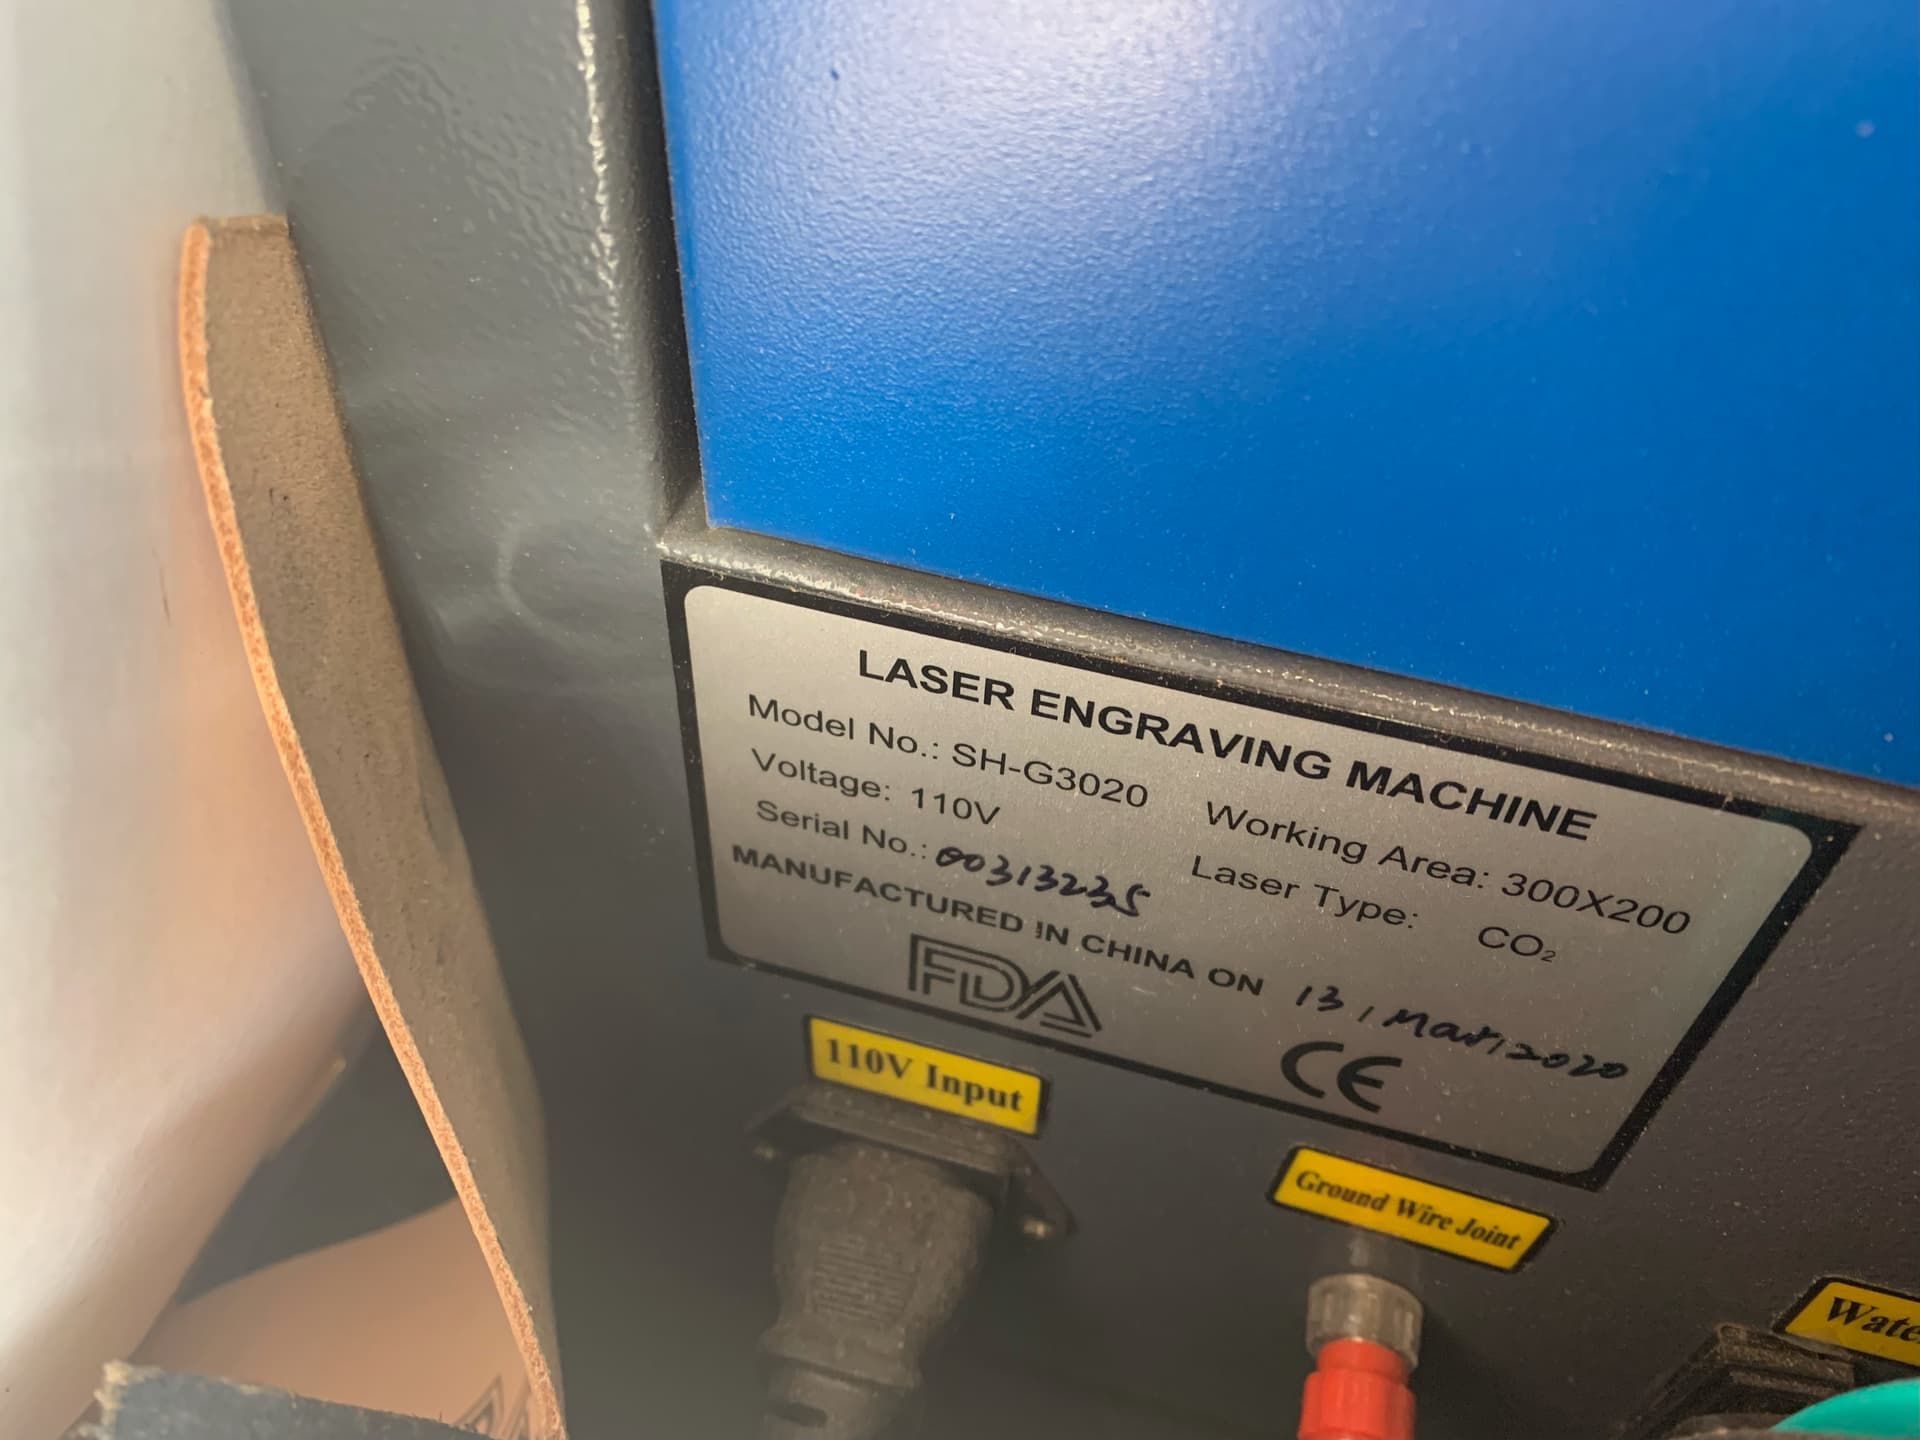 LASER ENGRAVING MACHINE
Model No.: SH-G3020 Working Area: 300X200
Voltage: 110V Laser Type: CO₂
Serial No.: 00313235
MANUFACTURED IN CHINA ON 13, Mar, 2020
FDA CE
110V Input
Ground Wire Joint
Wate